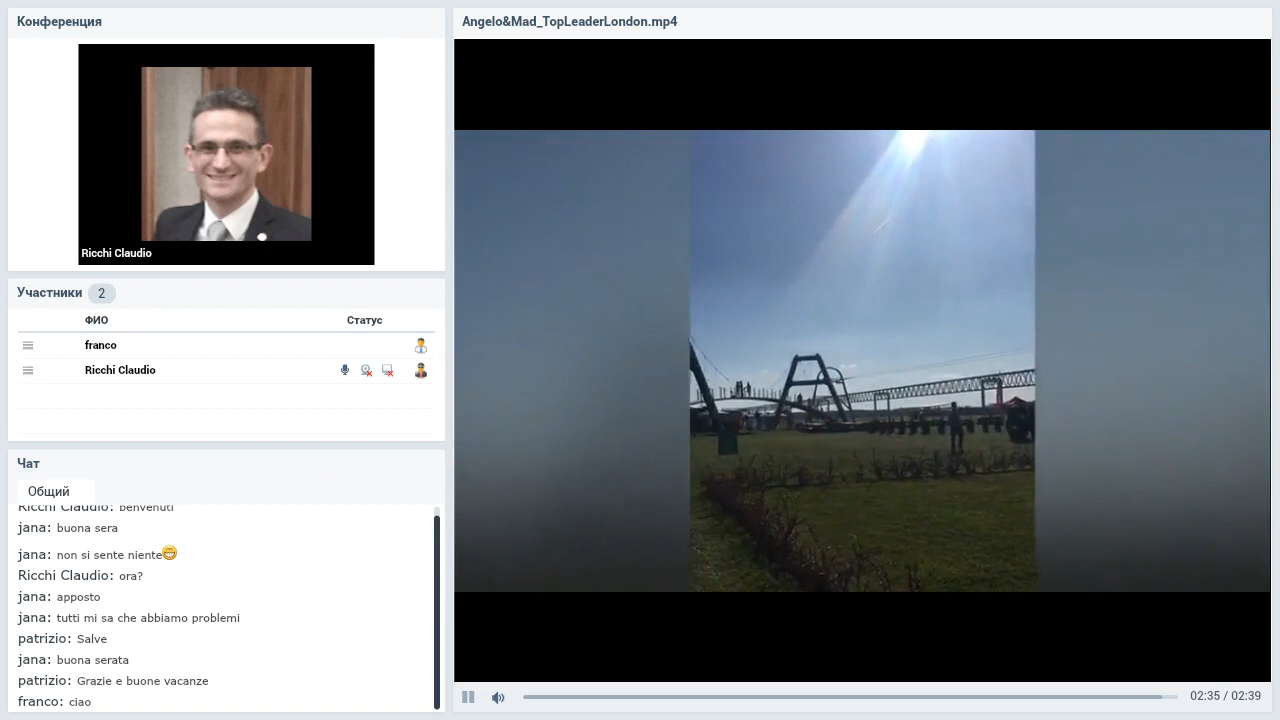 Конференция
Ricchi Claudio
Участники 2
ФИО Статус
franco
Ricchi Claudio
Чат
Общий
Ricchi Claudio: benvenuti
jana: buona sera
jana: non si sente niente
Ricchi Claudio: ora?
jana: apposto
jana: tutti mi sa che abbiamo problemi
patrizio: Salve
jana: buona serata
patrizio: Grazie e buone vacanze
franco: ciao
Angelo&Mad_TopLeaderLondon.mp4
02:35 / 02:39